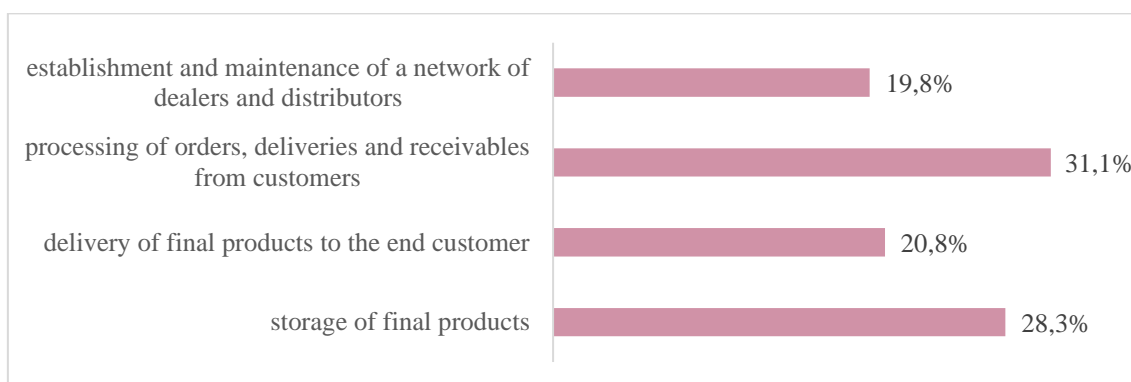 establishment and maintenance of a network of
dealers and distributors
19,8%
processing of orders, deliveries and receivables
from customers
31,1%
delivery of final products to the end customer
20,8%
storage of final products
28,3%